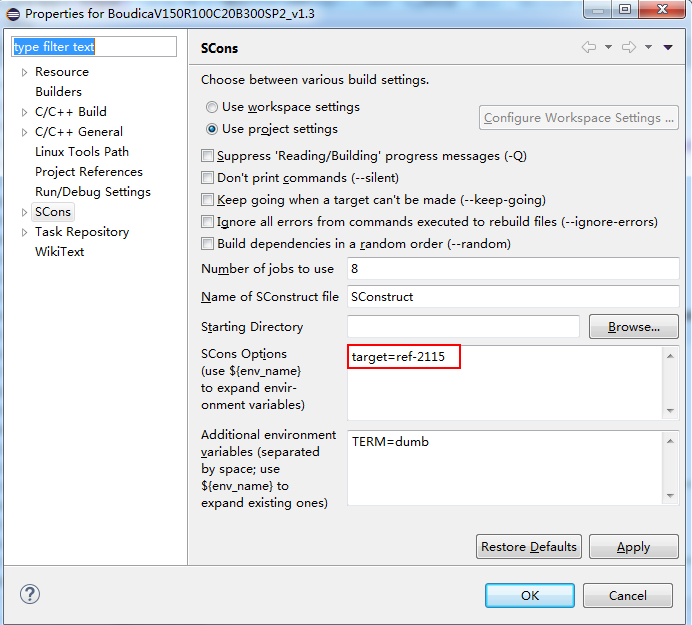 Properties for BoudicaV150R100C20B300SP2_v1.3
type filter text
Resource
Builders
C/C++ Build
C/C++ General
Linux Tools Path
Project References
Run/Debug Settings
SCons
Task Repository
WikiText
SCons
Choose between various build settings.
Use workspace settings
Use project settings
Configure Workspace Settings ...
Suppress 'Reading/Building' progress messages (-Q)
Don't print commands (--silent)
Keep going when a target can't be made (--keep-going)
Ignore all errors from commands executed to rebuild files (--ignore-errors)
Build dependencies in a random order (--random)
Number of jobs to use 8
Name of SConstruct file SConstruct
Starting Directory Browse...
SCons Options target=ref-2115
(use ${env_name}
to expand envir-
onment variables)
Additional environment TERM=dumb
variables (separated
by space; use
${env_name} to
expand existing ones)
Restore Defaults Apply
? OK Cancel